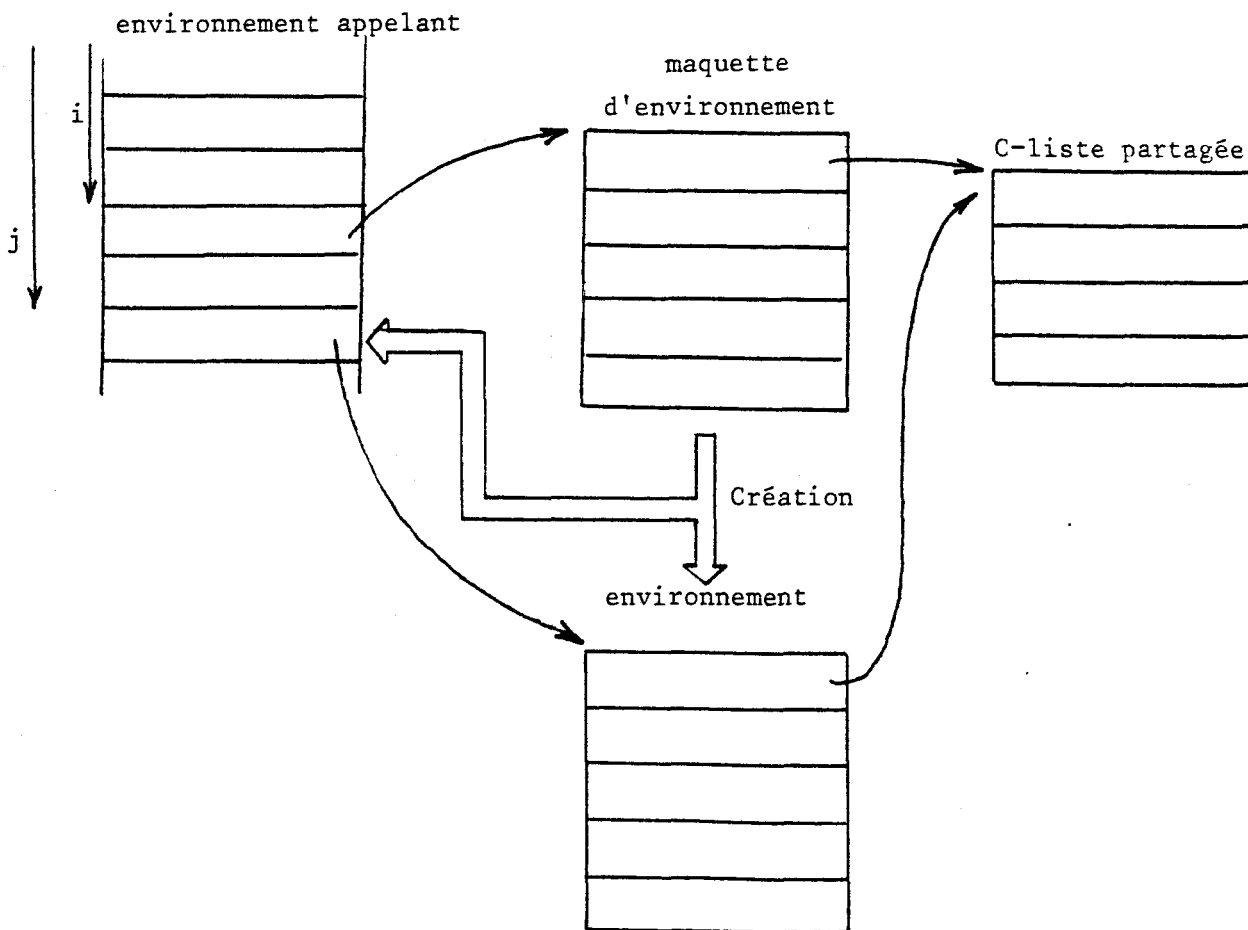 environnement appelant
maquette
d'environnement
C-liste partagée
i
j
Création
environnement